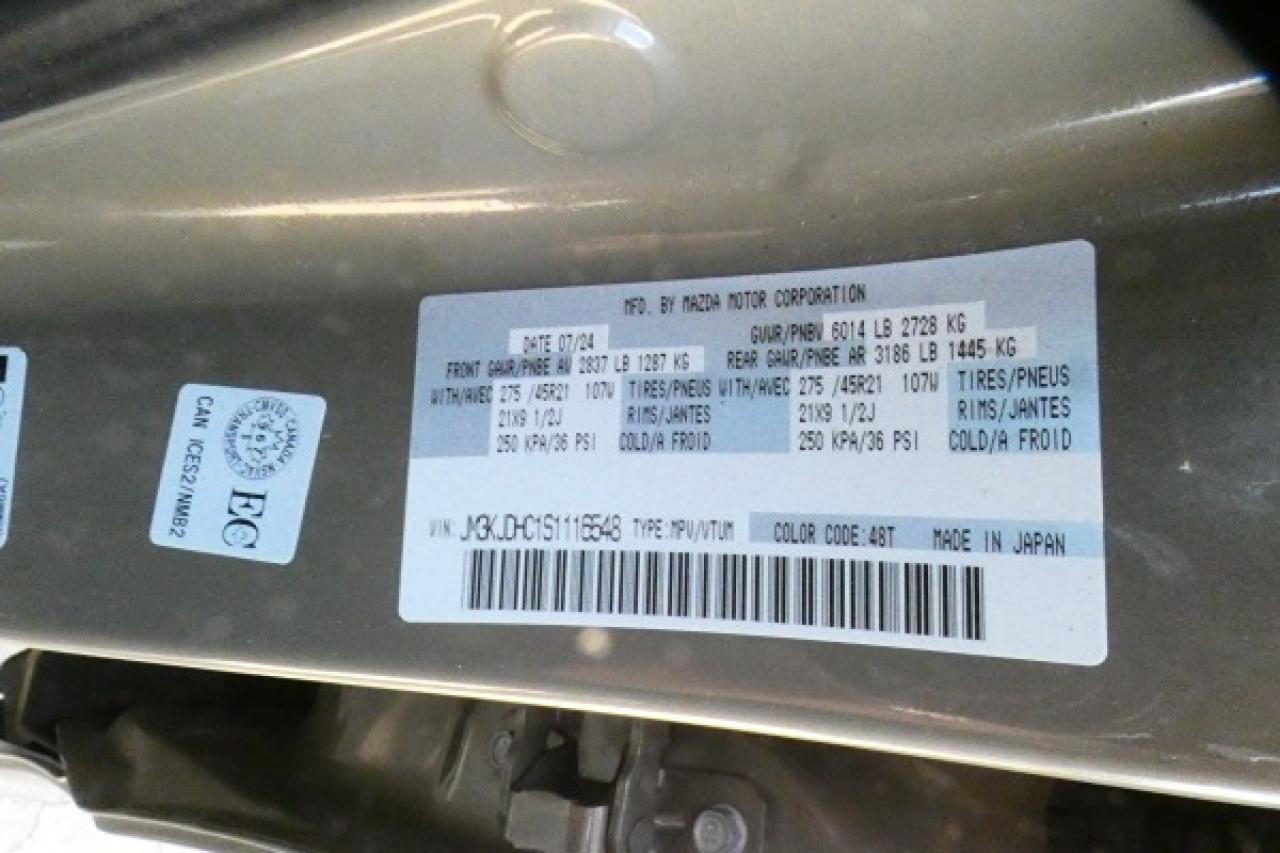 MFD. BY MAZDA MOTOR CORPORATION
DATE 07/24 GVWR/PNBV 6014 LB 2728 KG
FRONT GAWR/PNBE AV 2837 LB 1287 KG REAR GAWR/PNBE AR 3186 LB 1445 KG
WITH/AVEC 275 /45R21 107W TIRES/PNEUS WITH/AVEC 275 /45R21 107W TIRES/PNEUS
21X9 1/2J RIMS/JANTES 21X9 1/2J RIMS/JANTES
250 KPA/36 PSI COLD/A FROID 250 KPA/36 PSI COLD/A FROID
VIN: JM3KJDHC1S1116548 TYPE:MPV/VTUM COLOR CODE:48T MADE IN JAPAN
CAN ICES2/NMB2
CANADA
TRANSPORT
EC